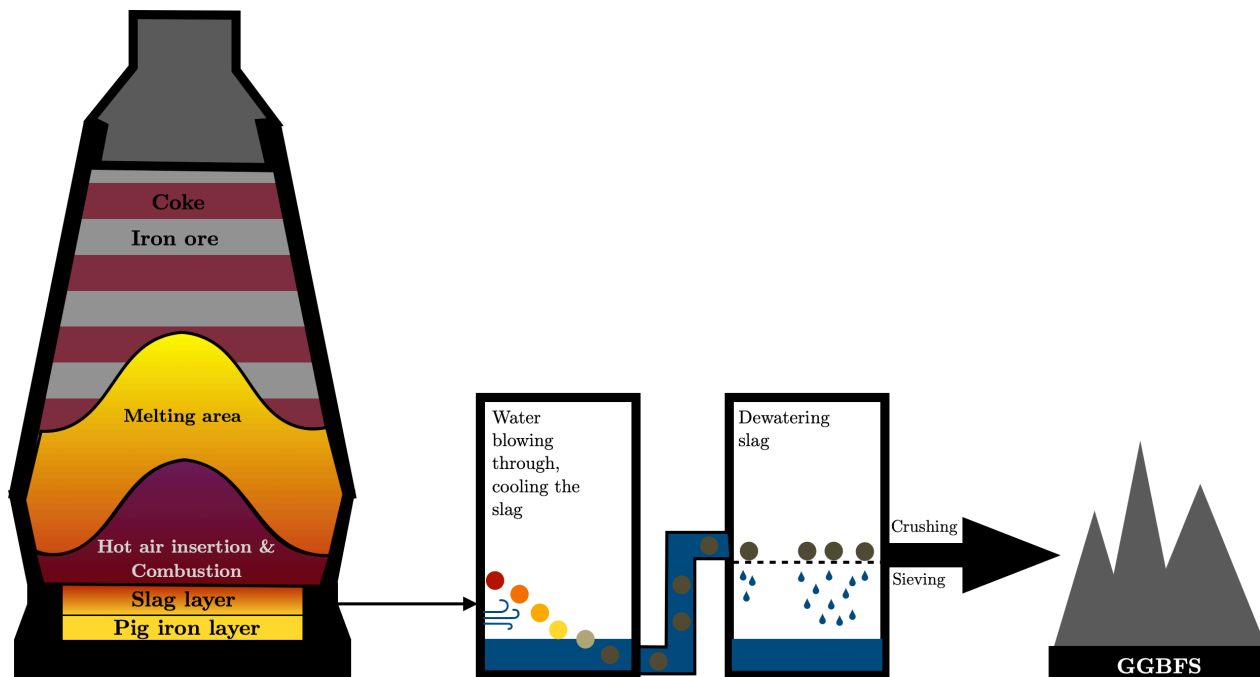 Coke
Iron ore
Melting area
Hot air insertion &
Combustion
Slag layer
Pig iron layer
Water
blowing
through,
cooling the
slag
Dewatering
slag
Crushing
Sieving
GGBFS